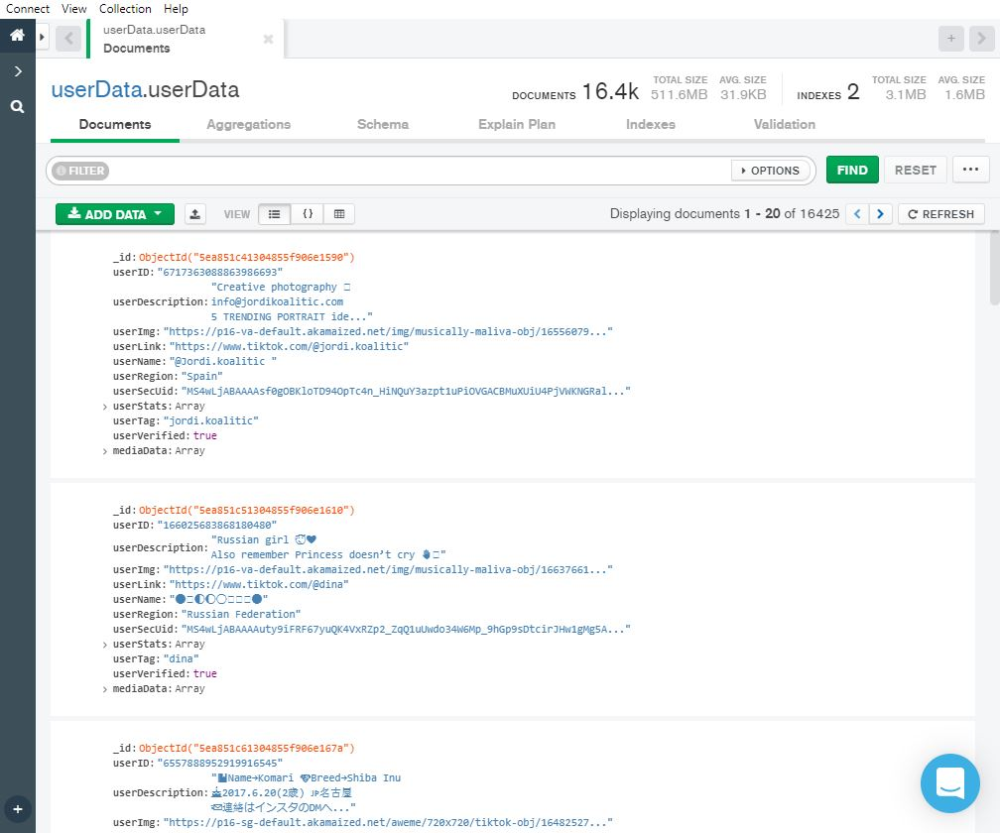 Connect View Collection Help
userData.userData
Documents
userData.userData
DOCUMENTS 16.4k TOTAL SIZE 511.6MB AVG. SIZE 31.9KB INDEXES 2 TOTAL SIZE 3.1MB AVG. SIZE 1.6MB
Documents Aggregations Schema Explain Plan Indexes Validation
FILTER OPTIONS FIND RESET ...
ADD DATA VIEW {} Displaying documents 1 - 20 of 16425 REFRESH
_id: ObjectId("5ea851c41304855f906e1590")
userID: "6717363088863986693"
"Creative photography
userDescription: info@jordikoalitic.com
5 TRENDING PORTRAIT ide..."
userImg: "https://p16-va-default.akamaized.net/img/musically-maliva-obj/16556079..."
userLink: "https://www.tiktok.com/@jordi.koalitic"
userName: "@Jordi.koalitic "
userRegion: "Spain"
userSecUid: "MS4wLjABAAAAsf0gOBKloTD94OpTc4n_HiNQuY3azpt1uPiOVGACBMuXUiU4PjVWKNGRal..."
userStats: Array
userTag: "jordi.koalitic"
userVerified: true
mediaData: Array
_id: ObjectId("5ea851c51304855f906e1610")
userID: "166025683868180480"
"Russian girl
userDescription:
Also remember Princess doesn’t cry "
userImg: "https://p16-va-default.akamaized.net/img/musically-maliva-obj/16637661..."
userLink: "https://www.tiktok.com/@dina"
userName:
userRegion: "Russian Federation"
userSecUid: "MS4wLjABAAAAuty9iFRF67yuQK4VxRZp2_ZqQ1uUwdo34W6Mp_9hGp9sDtcirJHw1gMg5A..."
userStats: Array
userTag: "dina"
userVerified: true
mediaData: Array
_id: ObjectId("5ea851c61304855f906e167a")
userID: "6557888952919916545"
"Name→Komari Breed→Shiba Inu
userDescription: 2017.6.20(2歳) JP名古屋
連絡はインスタのDMへ..."
userImg: "https://p16-sg-default.akamaized.net/aweme/720x720/tiktok-obj/16482527..."